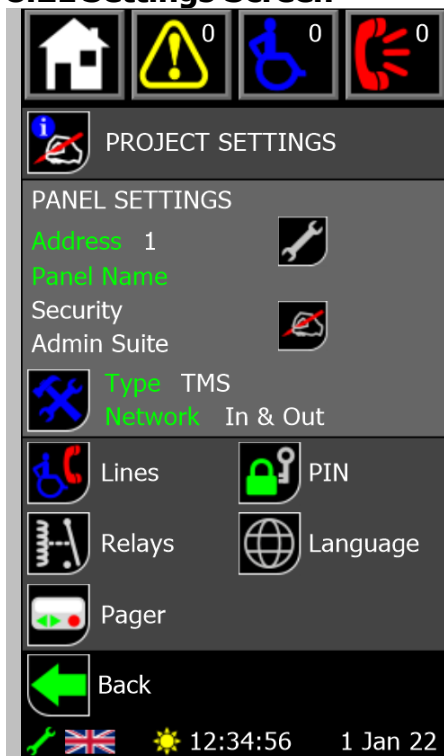 0 0 0
PROJECT SETTINGS
PANEL SETTINGS
Address 1
Panel Name
Security
Admin Suite
Type TMS
Network In & Out
Lines PIN
Relays Language
Pager
Back
12:34:56 1 Jan 22